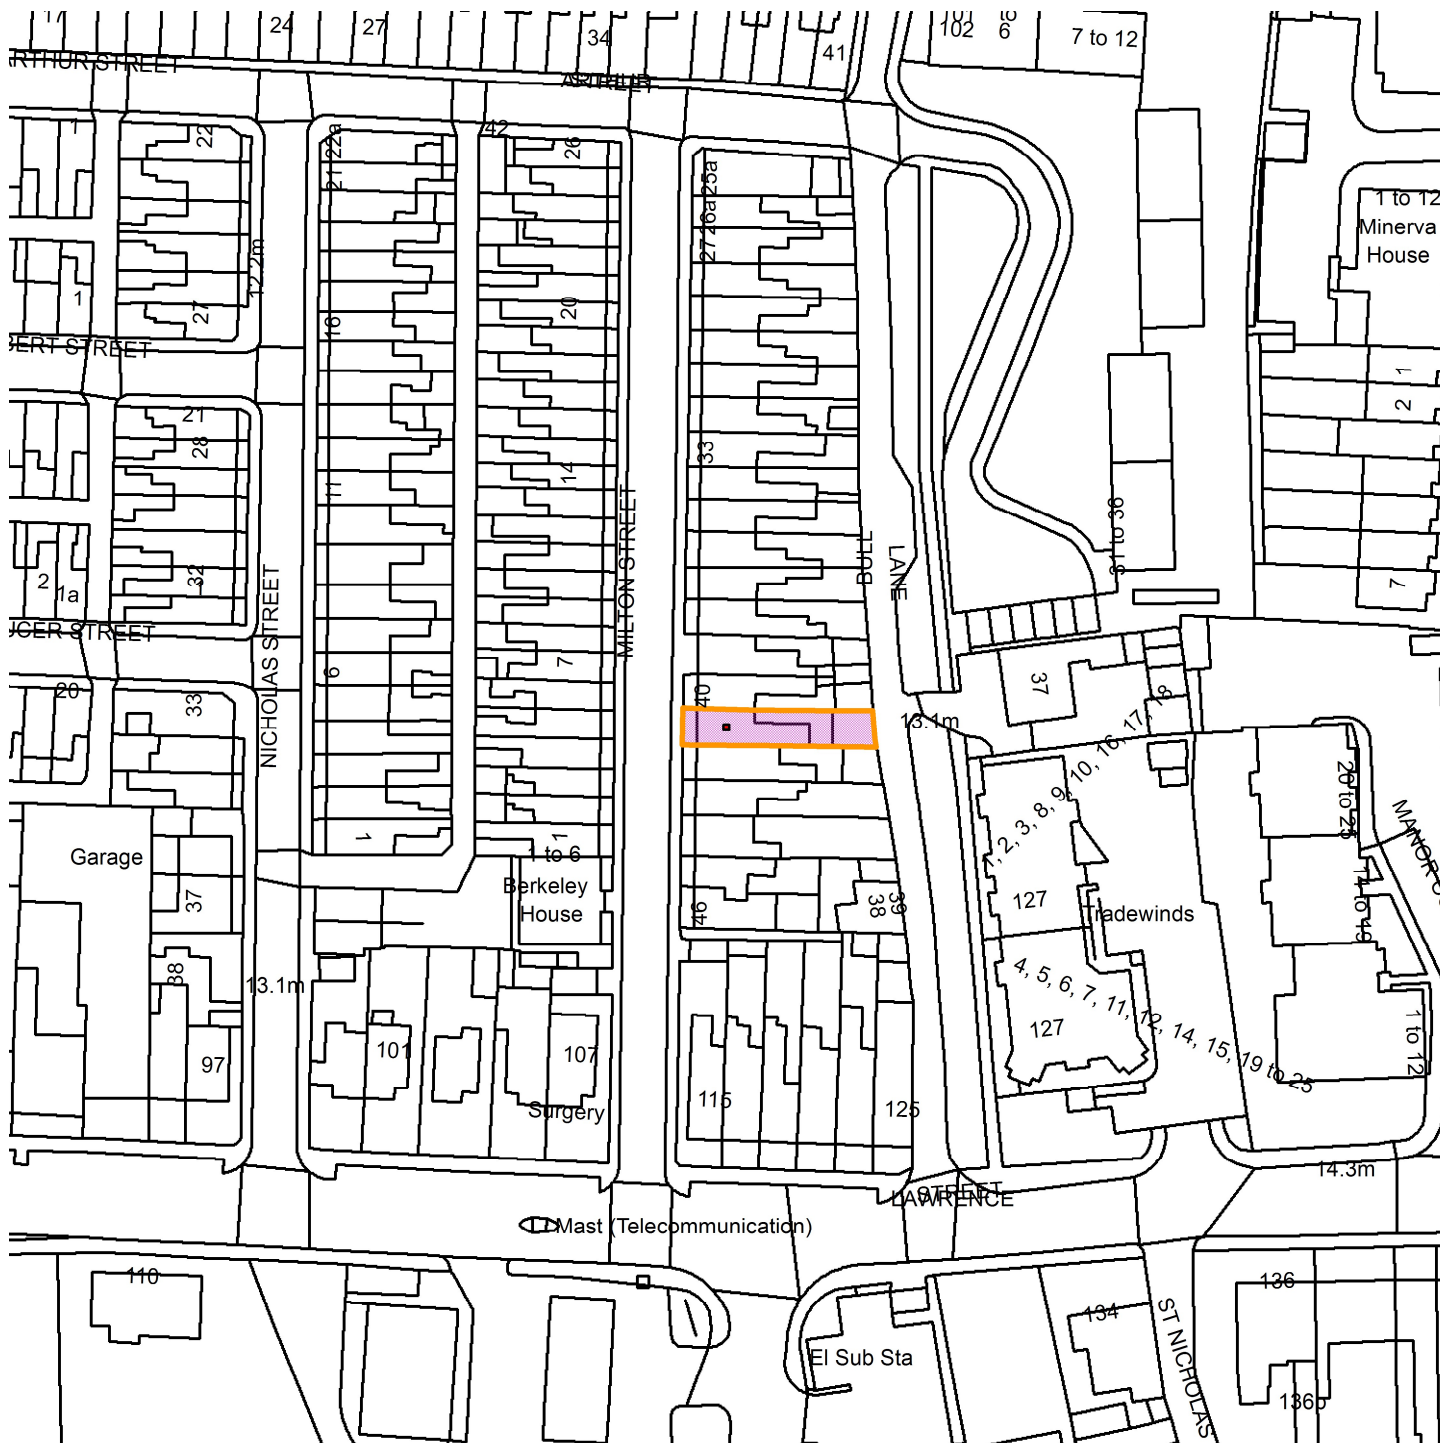 17
24
27
34
41
102
7 to 12
ARTHUR STREET
ARTHUR
STREET
1
22
22a
21
42
26
25a
26a
27
1 to 12
Minerva
House
12.2m
1
27
16
20
BERT STREET
1
2
21
28
33
11
14
31 to 36
MILTON STREET
BULL
LANE
NICHOLAS STREET
2
1a
32
7
UCER STREET
20
33
6
7
40
37
13.1m
1, 2, 3, 8, 9, 10, 16, 17, 18
20 to 25
MANOR
Garage
1
1
1 to 6
Berkeley
House
37
46
38
39
127
Tradewinds
14 to 19
38
13.1m
4, 5, 6, 7, 11, 12, 14, 15, 19 to 25
127
1 to 12
97
101
107
Surgery
115
125
14.3m
LAWRENCE
STREET
Mast (Telecommunication)
110
136
134
ST NICHOLAS
El Sub Sta
136b